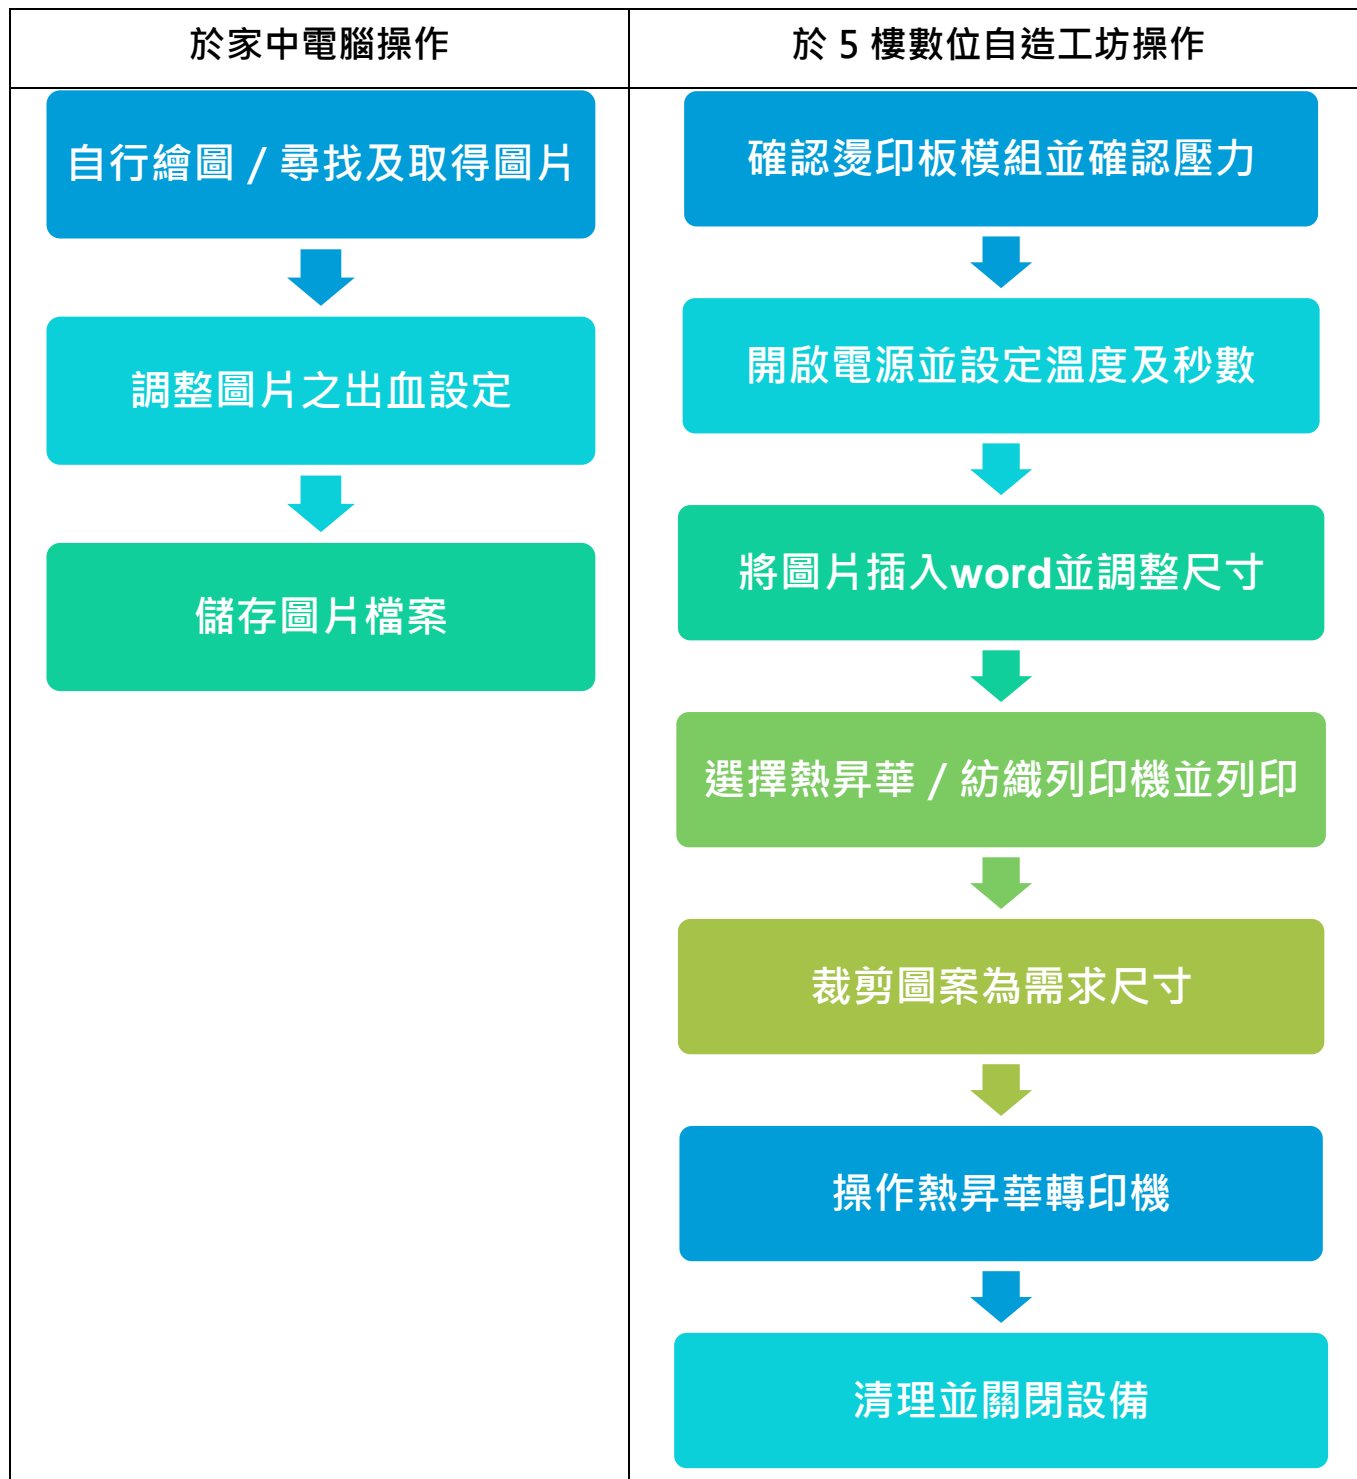 於家中電腦操作
於 5 樓數位自造工坊操作
自行繪圖 / 尋找及取得圖片
調整圖片之出血設定
儲存圖片檔案
確認燙印板模組並確認壓力
開啟電源並設定溫度及秒數
將圖片插入word並調整尺寸
選擇熱昇華 / 紡織列印機並列印
裁剪圖案為需求尺寸
操作熱昇華轉印機
清理並關閉設備